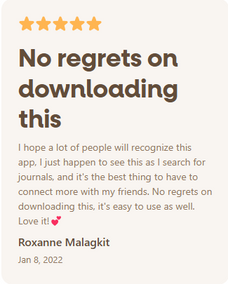 No regrets on
downloading
this
I hope a lot of people will recognize this
app, I just happen to see this as I search for
journals, and it's the best thing to have to
connect more with my friends. No regrets on
downloading this, it's easy to use as well.
Love it!💕
Roxanne Malagkit
Jan 8, 2022